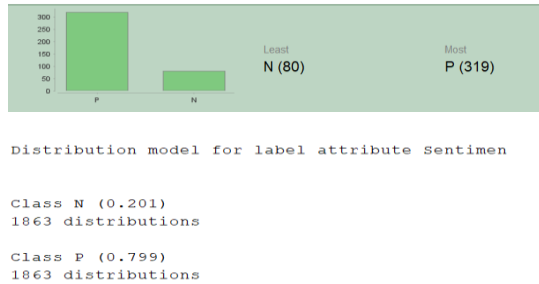 300
250
200
150
100
50
0
P N
Least
N (80)
Most
P (319)
Distribution model for label attribute Sentimen
Class N (0.201)
1863 distributions
Class P (0.799)
1863 distributions